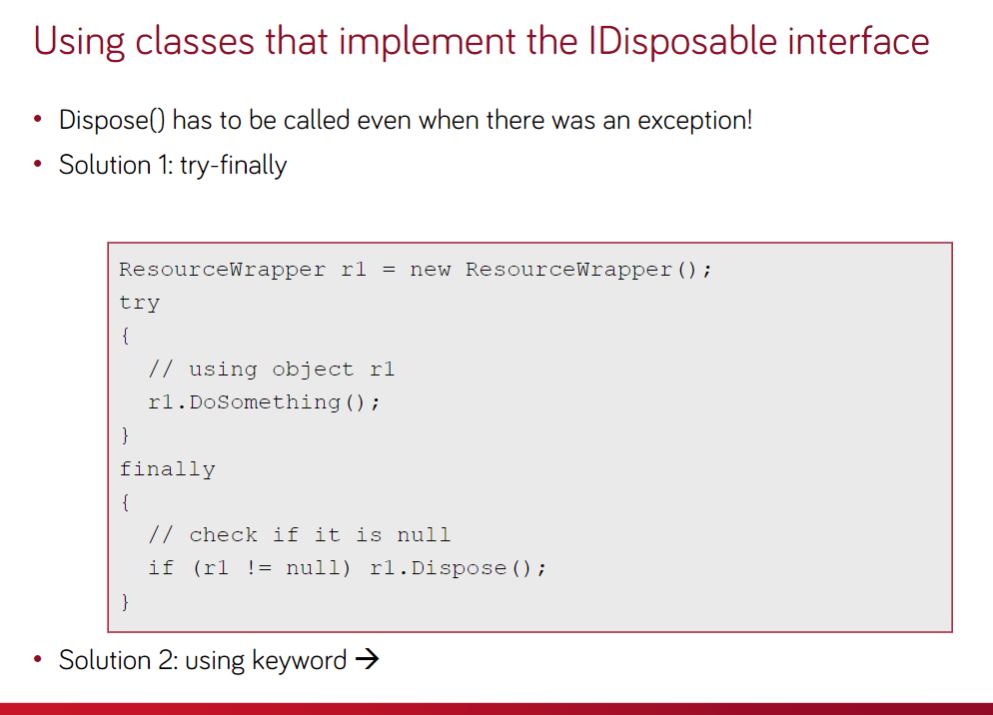 Using classes that implement the IDisposable interface
• Dispose() has to be called even when there was an exception!
• Solution 1: try-finally
ResourceWrapper r1 = new ResourceWrapper();
try
{
// using object r1
r1.DoSomething();
}
finally
{
// check if it is null
if (r1 != null) r1.Dispose();
}
• Solution 2: using keyword →